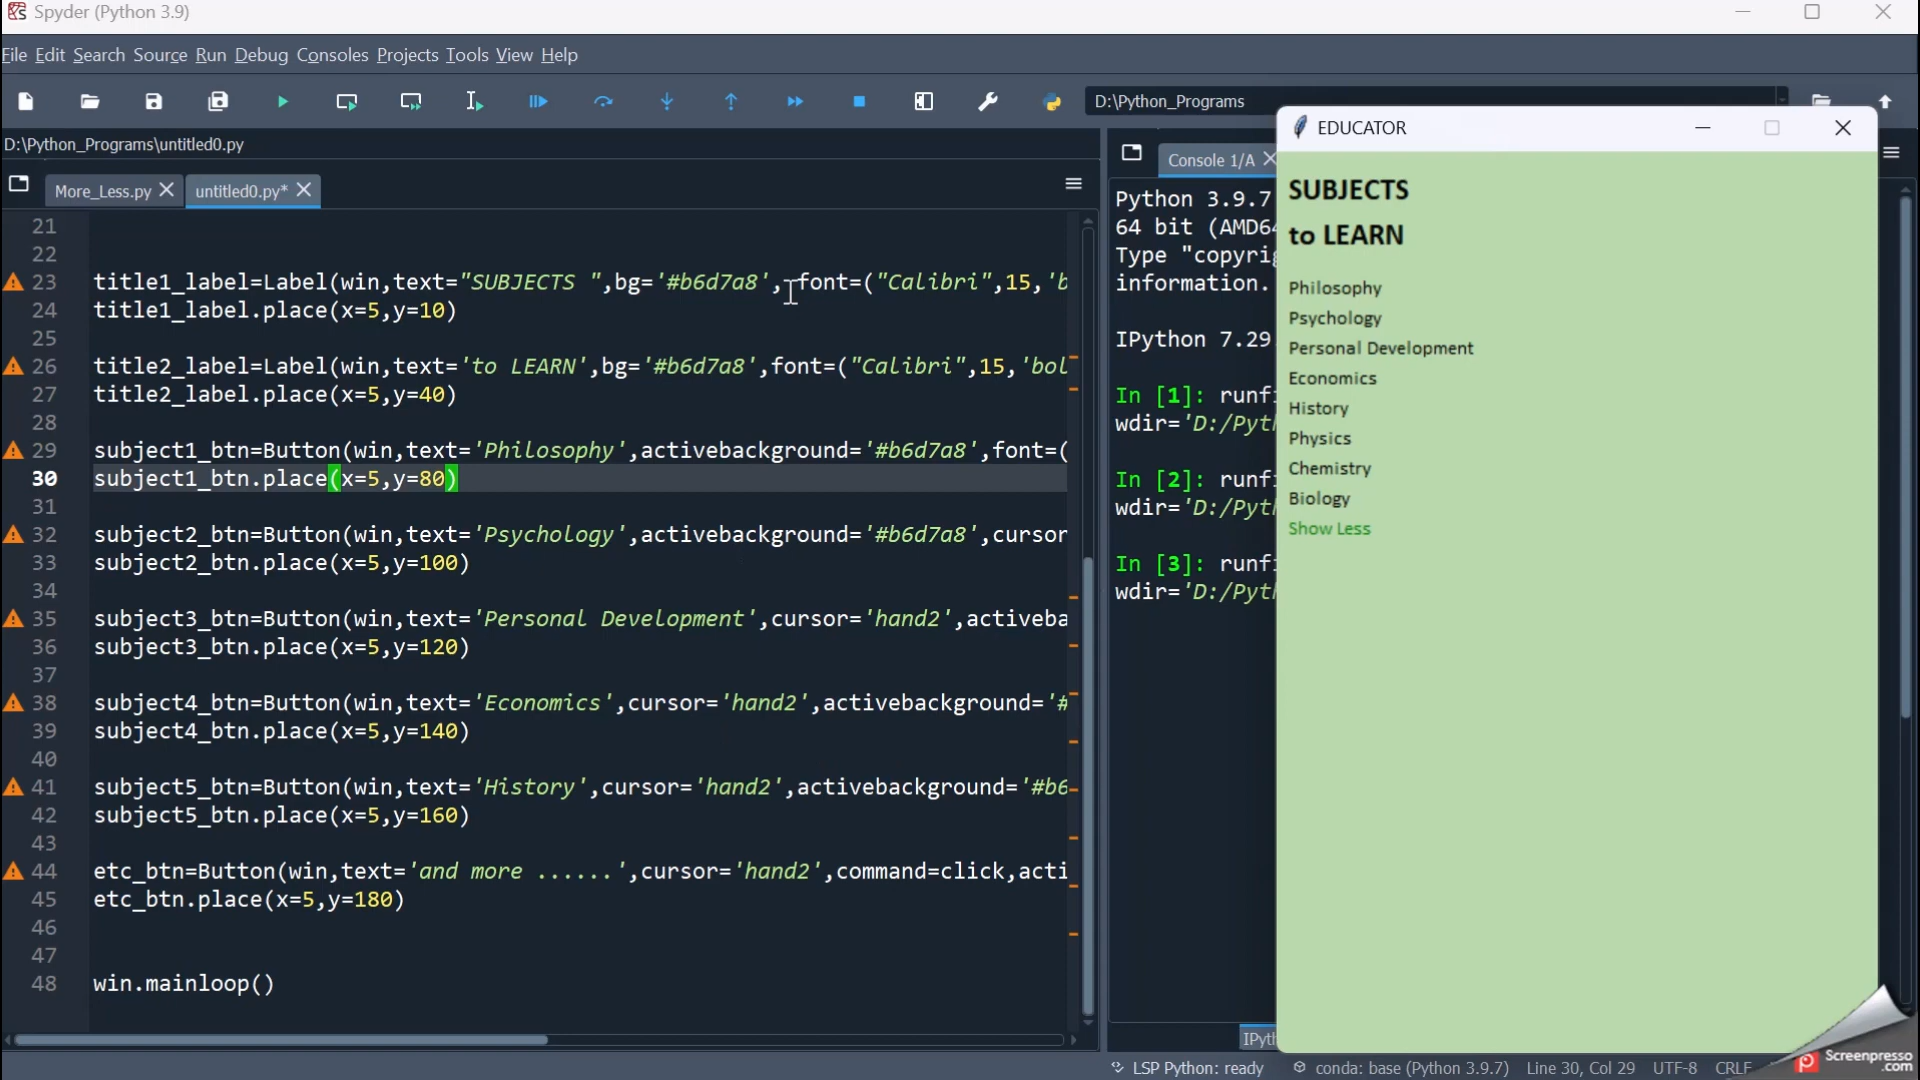 Spyder (Python 3.9)
File Edit Search Source Run Debug Consoles Projects Tools View Help
D:\Python_Programs
D:\Python_Programs\untitled0.py
More_Less.py
untitled0.py*
21
22
23 title1_label=Label(win,text="SUBJECTS ",bg='#b6d7a8', font=("Calibri",15,'b
24 title1_label.place(x=5,y=10)
25
26 title2_label=Label(win,text='to LEARN',bg='#b6d7a8',font=("Calibri",15,'bol
27 title2_label.place(x=5,y=40)
28
29 subject1_btn=Button(win,text='Philosophy',activebackground='#b6d7a8',font=(
30 subject1_btn.place(x=5,y=80)
31
32 subject2_btn=Button(win,text='Psychology',activebackground='#b6d7a8',cursor
33 subject2_btn.place(x=5,y=100)
34
35 subject3_btn=Button(win,text='Personal Development',cursor='hand2',activeba
36 subject3_btn.place(x=5,y=120)
37
38 subject4_btn=Button(win,text='Economics',cursor='hand2',activebackground='#
39 subject4_btn.place(x=5,y=140)
40
41 subject5_btn=Button(win,text='History',cursor='hand2',activebackground='#b6
42 subject5_btn.place(x=5,y=160)
43
44 etc_btn=Button(win,text='and more ......',cursor='hand2',command=click,acti
45 etc_btn.place(x=5,y=180)
46
47
48 win.mainloop()
Console 1/A
Python 3.9.7
64 bit (AMD64
Type "copyrig
information.
IPython 7.29
In [1]: runfi
wdir='D:/Pyth
In [2]: runfi
wdir='D:/Pyth
In [3]: runfi
wdir='D:/Pyth
IPyth
EDUCATOR
SUBJECTS
to LEARN
Philosophy
Psychology
Personal Development
Economics
History
Physics
Chemistry
Biology
Show Less
LSP Python: ready
conda: base (Python 3.9.7)
Line 30, Col 29
UTF-8
CRLF
Screenpresso
.com